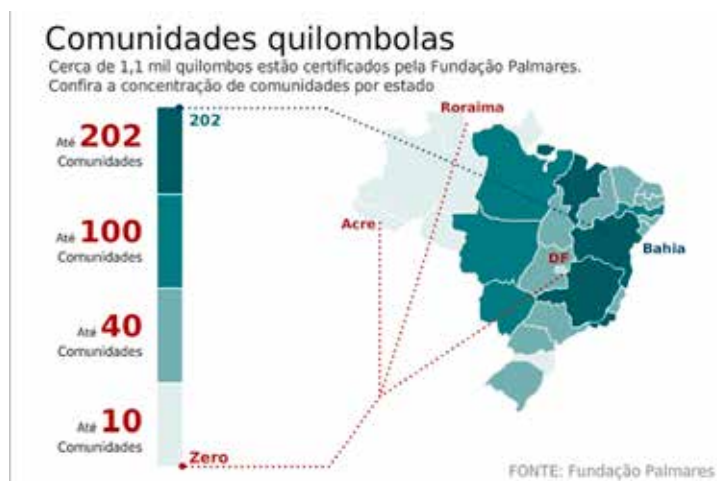 Comunidades quilombolas
Cerca de 1,1 mil quilombos estão certificados pela Fundação Palmares.
Confira a concentração de comunidades por estado
Até 202
Comunidades
202
Até 100
Comunidades
Até 40
Comunidades
Até 10
Comunidades
Zero
Roraima
Acre
DF
Bahia
FONTE: Fundação Palmares